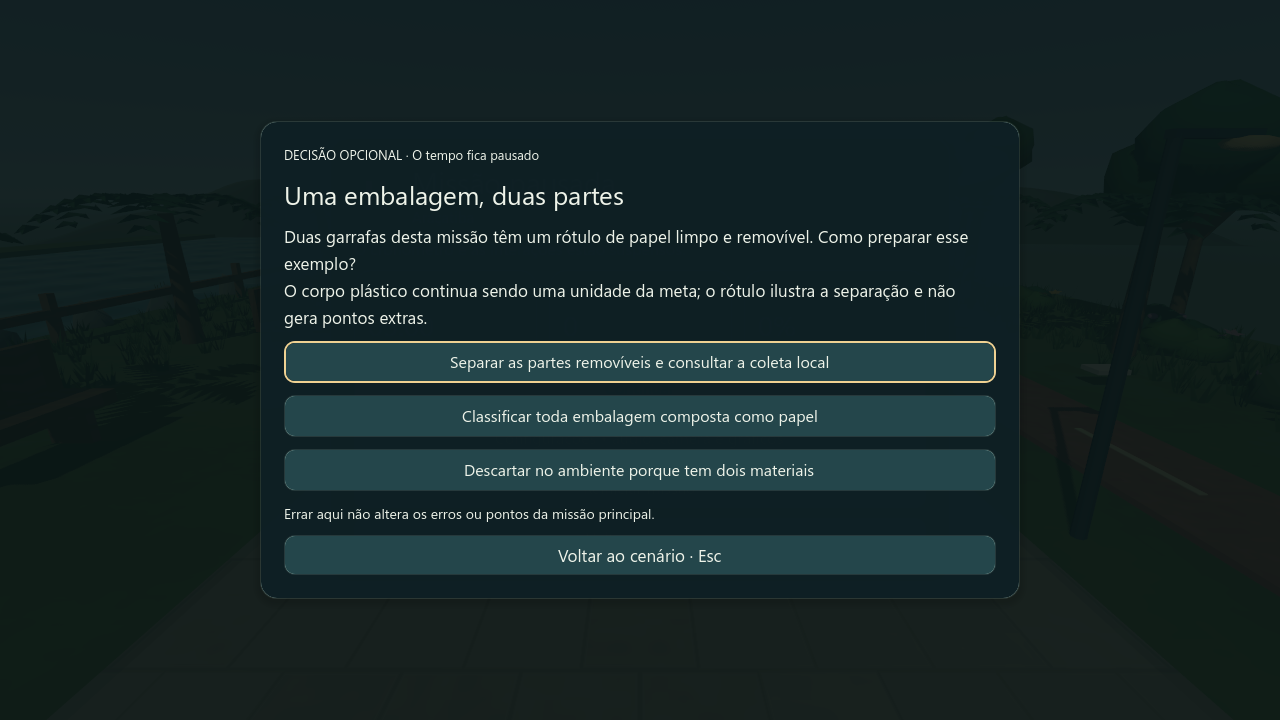 DECISÃO OPCIONAL · O tempo fica pausado
Uma embalagem, duas partes
Duas garrafas desta missão têm um rótulo de papel limpo e removível. Como preparar esse
exemplo?
O corpo plástico continua sendo uma unidade da meta; o rótulo ilustra a separação e não
gera pontos extras.
Separar as partes removíveis e consultar a coleta local
Classificar toda embalagem composta como papel
Descartar no ambiente porque tem dois materiais
Errar aqui não altera os erros ou pontos da missão principal.
Voltar ao cenário · Esc